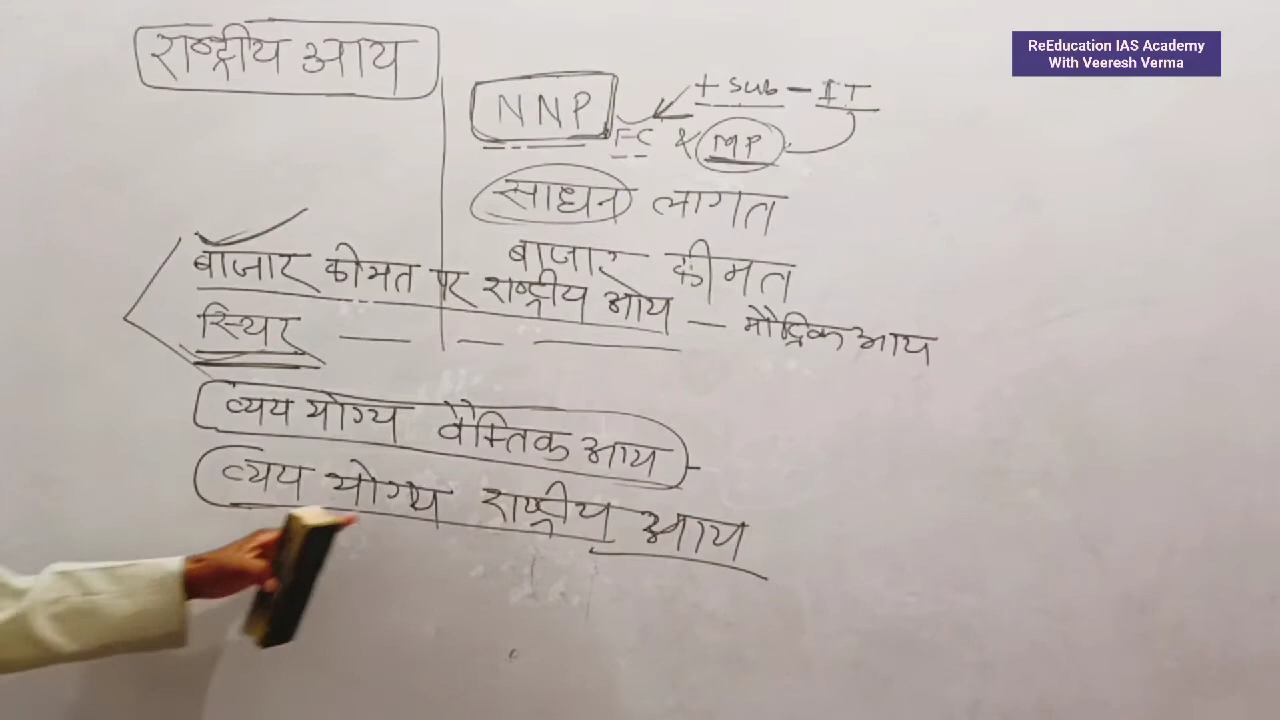 राष्ट्रीय आय
ReEducation IAS Academy
With Veeresh Verma
+ Sub - IT
NNP FC & MP
साधन लागत
बाजार कीमत
बाजार कीमत पर राष्ट्रीय आय - मौद्रिक आय
स्थिर
व्यय योग्य वैक्तिक आय
व्यय योग्य राष्ट्रीय आय